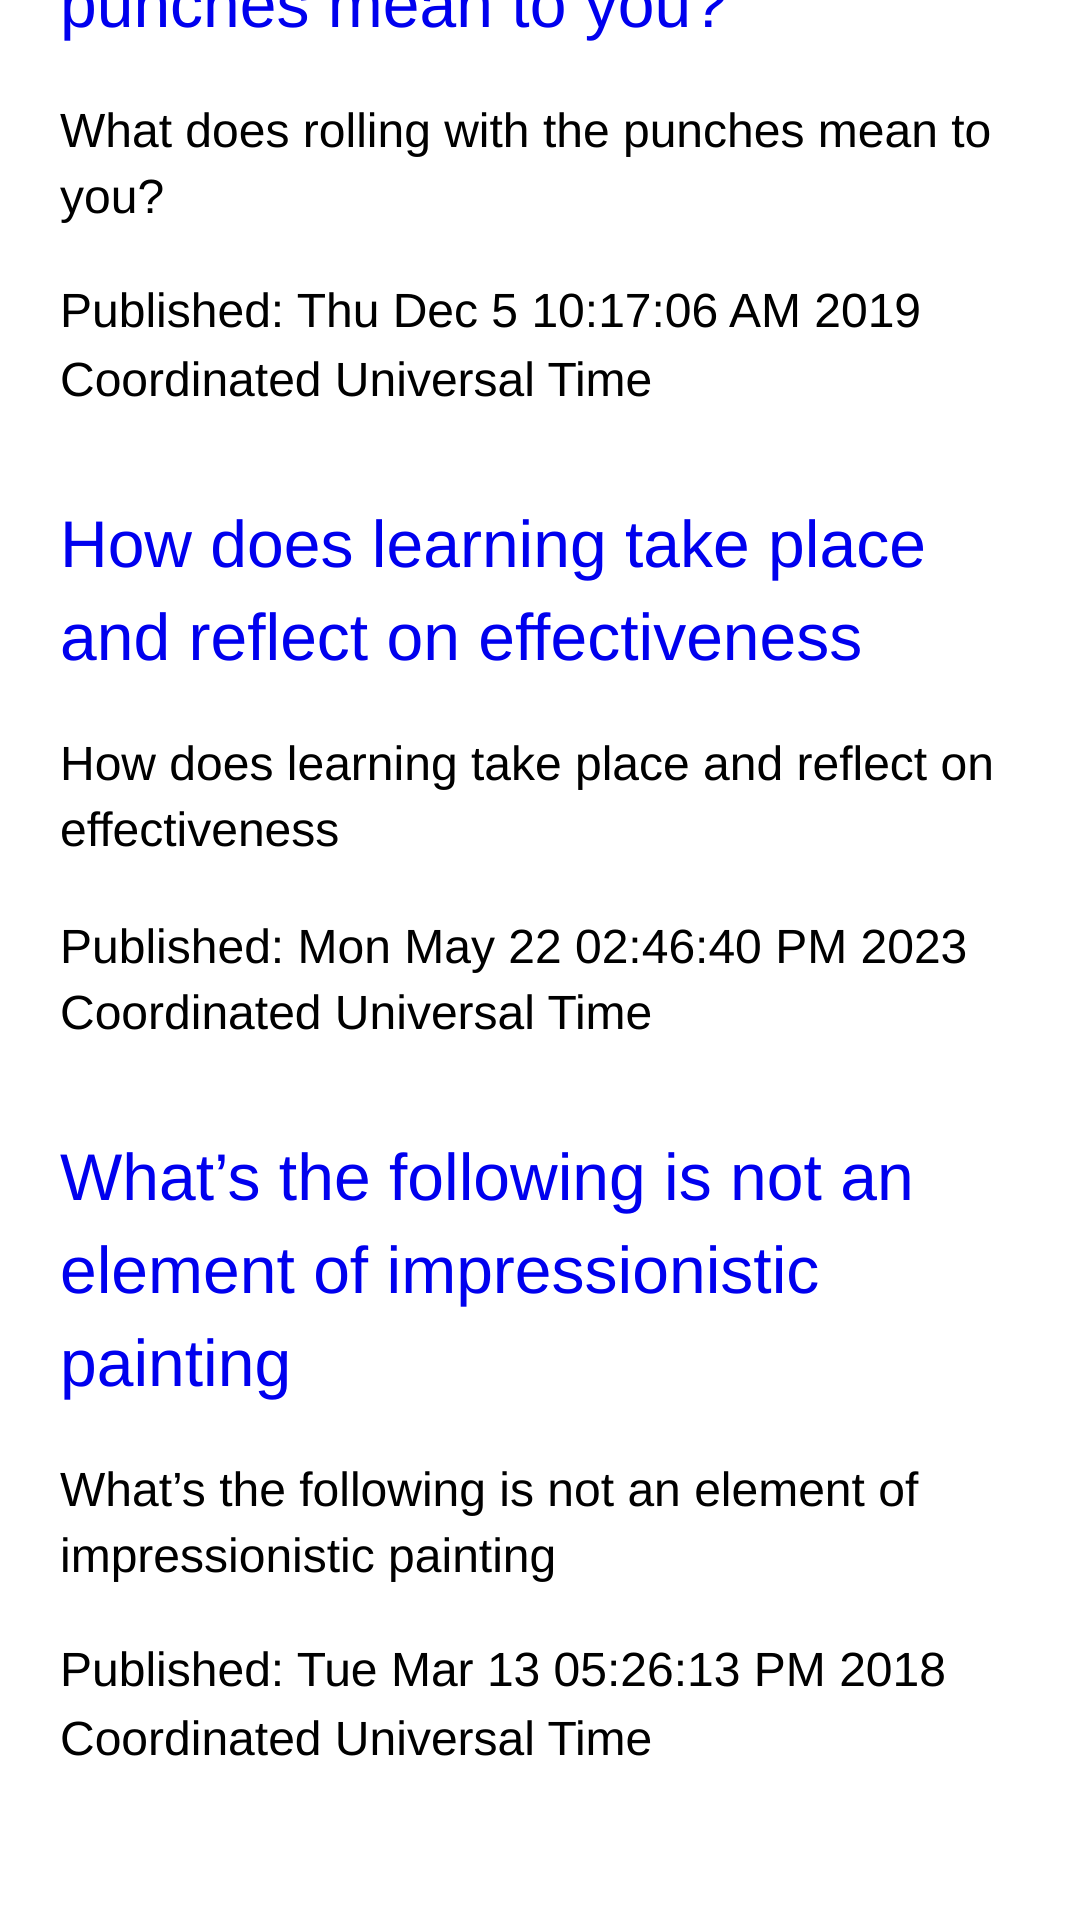 punches mean to you?
What does rolling with the punches mean to
you?
Published: Thu Dec 5 10:17:06 AM 2019
Coordinated Universal Time
How does learning take place
and reflect on effectiveness
How does learning take place and reflect on
effectiveness
Published: Mon May 22 02:46:40 PM 2023
Coordinated Universal Time
What’s the following is not an
element of impressionistic
painting
What’s the following is not an element of
impressionistic painting
Published: Tue Mar 13 05:26:13 PM 2018
Coordinated Universal Time